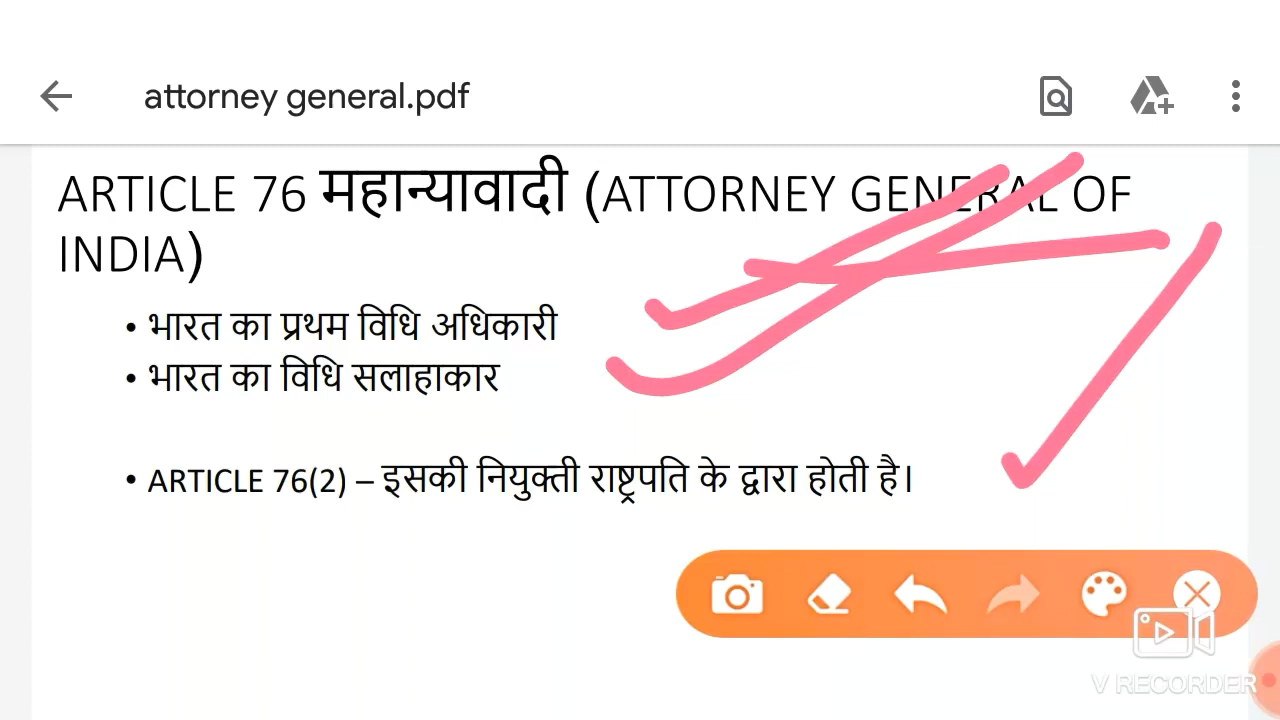 attorney general.pdf
ARTICLE 76 महान्यावादी (ATTORNEY GENERAL OF
INDIA)
• भारत का प्रथम विधि अधिकारी
• भारत का विधि सलाहाकार
• ARTICLE 76(2) – इसकी नियुक्ती राष्ट्रपति के द्वारा होती है।
V RECORDER